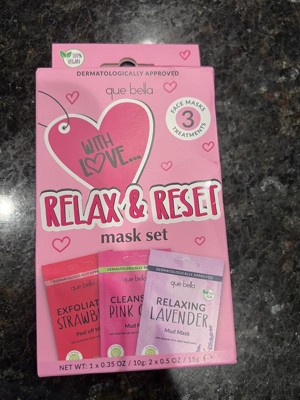 100%
VEGAN
DERMATOLOGICALLY APPROVED
que bella
FACE MASKS
3
TREATMENTS
WITH
LOVE...
RELAX & RESET
mask set
que bella
EXFOLIAT
STRAWB
Peel off M
CLEANS
PINK C
Mud M
DERMATOLOGICALLY APPROVED
que bella
RELAXING
LAVENDER
Mud Mask
NET WT: 1 x 0.35 OZ / 10g; 2 x 0.5 OZ / 15g